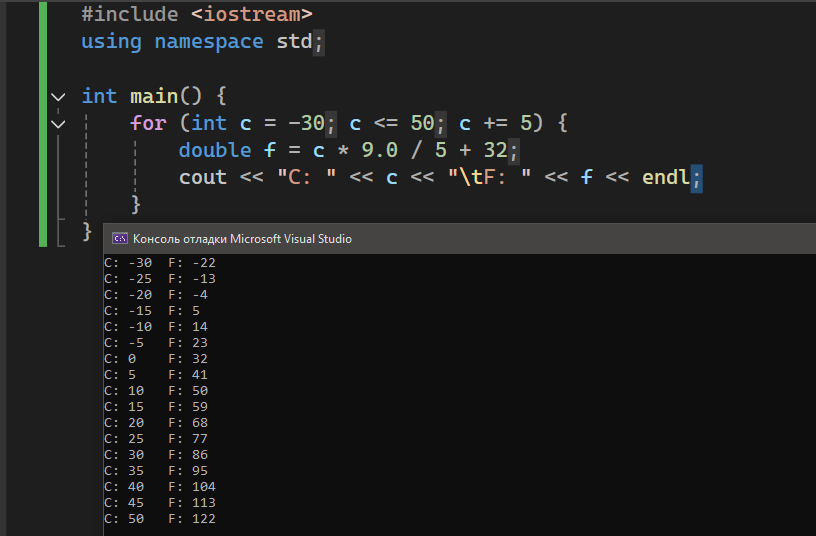 #include <iostream>
using namespace std;
int main() {
for (int c = -30; c <= 50; c += 5) {
double f = c * 9.0 / 5 + 32;
cout << "C: " << c << "\tF: " << f << endl;
}
}
Консоль отладки Microsoft Visual Studio
C: -30 F: -22
C: -25 F: -13
C: -20 F: -4
C: -15 F: 5
C: -10 F: 14
C: -5 F: 23
C: 0 F: 32
C: 5 F: 41
C: 10 F: 50
C: 15 F: 59
C: 20 F: 68
C: 25 F: 77
C: 30 F: 86
C: 35 F: 95
C: 40 F: 104
C: 45 F: 113
C: 50 F: 122